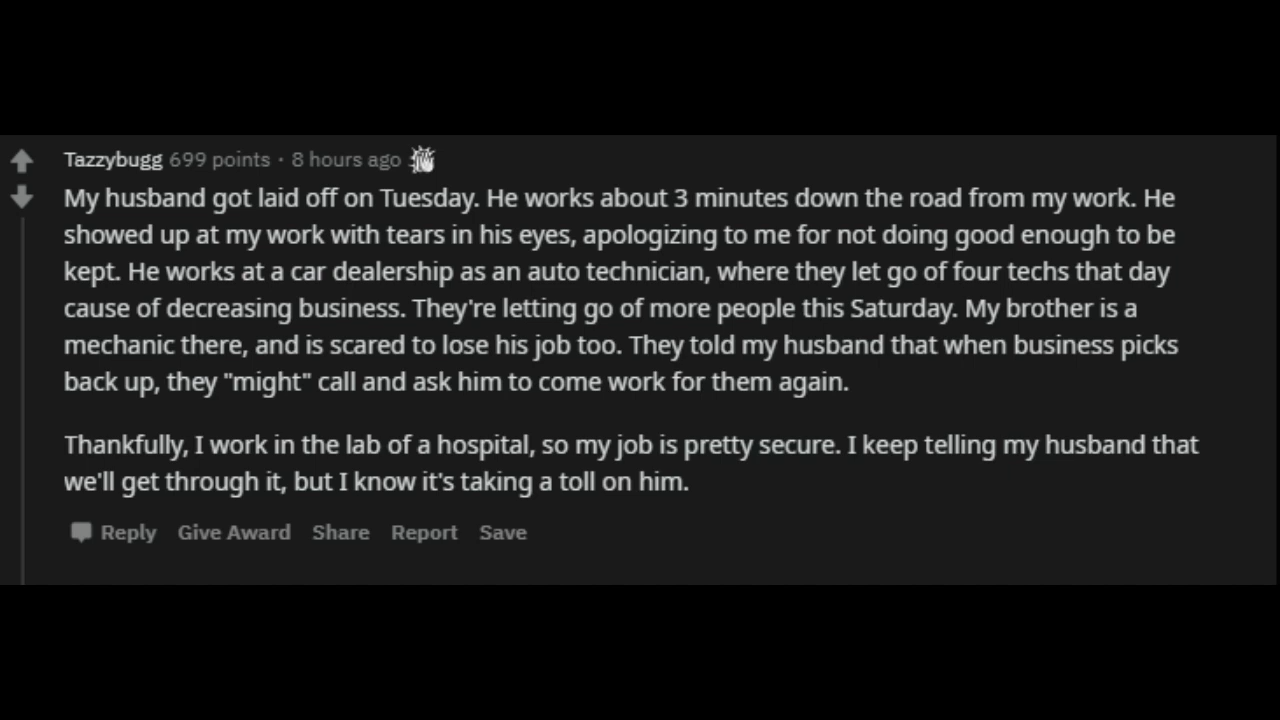 Tazzybugg 699 points · 8 hours ago
My husband got laid off on Tuesday. He works about 3 minutes down the road from my work. He
showed up at my work with tears in his eyes, apologizing to me for not doing good enough to be
kept. He works at a car dealership as an auto technician, where they let go of four techs that day
cause of decreasing business. They're letting go of more people this Saturday. My brother is a
mechanic there, and is scared to lose his job too. They told my husband that when business picks
back up, they "might" call and ask him to come work for them again.
Thankfully, I work in the lab of a hospital, so my job is pretty secure. I keep telling my husband that
we'll get through it, but I know it's taking a toll on him.
Reply Give Award Share Report Save